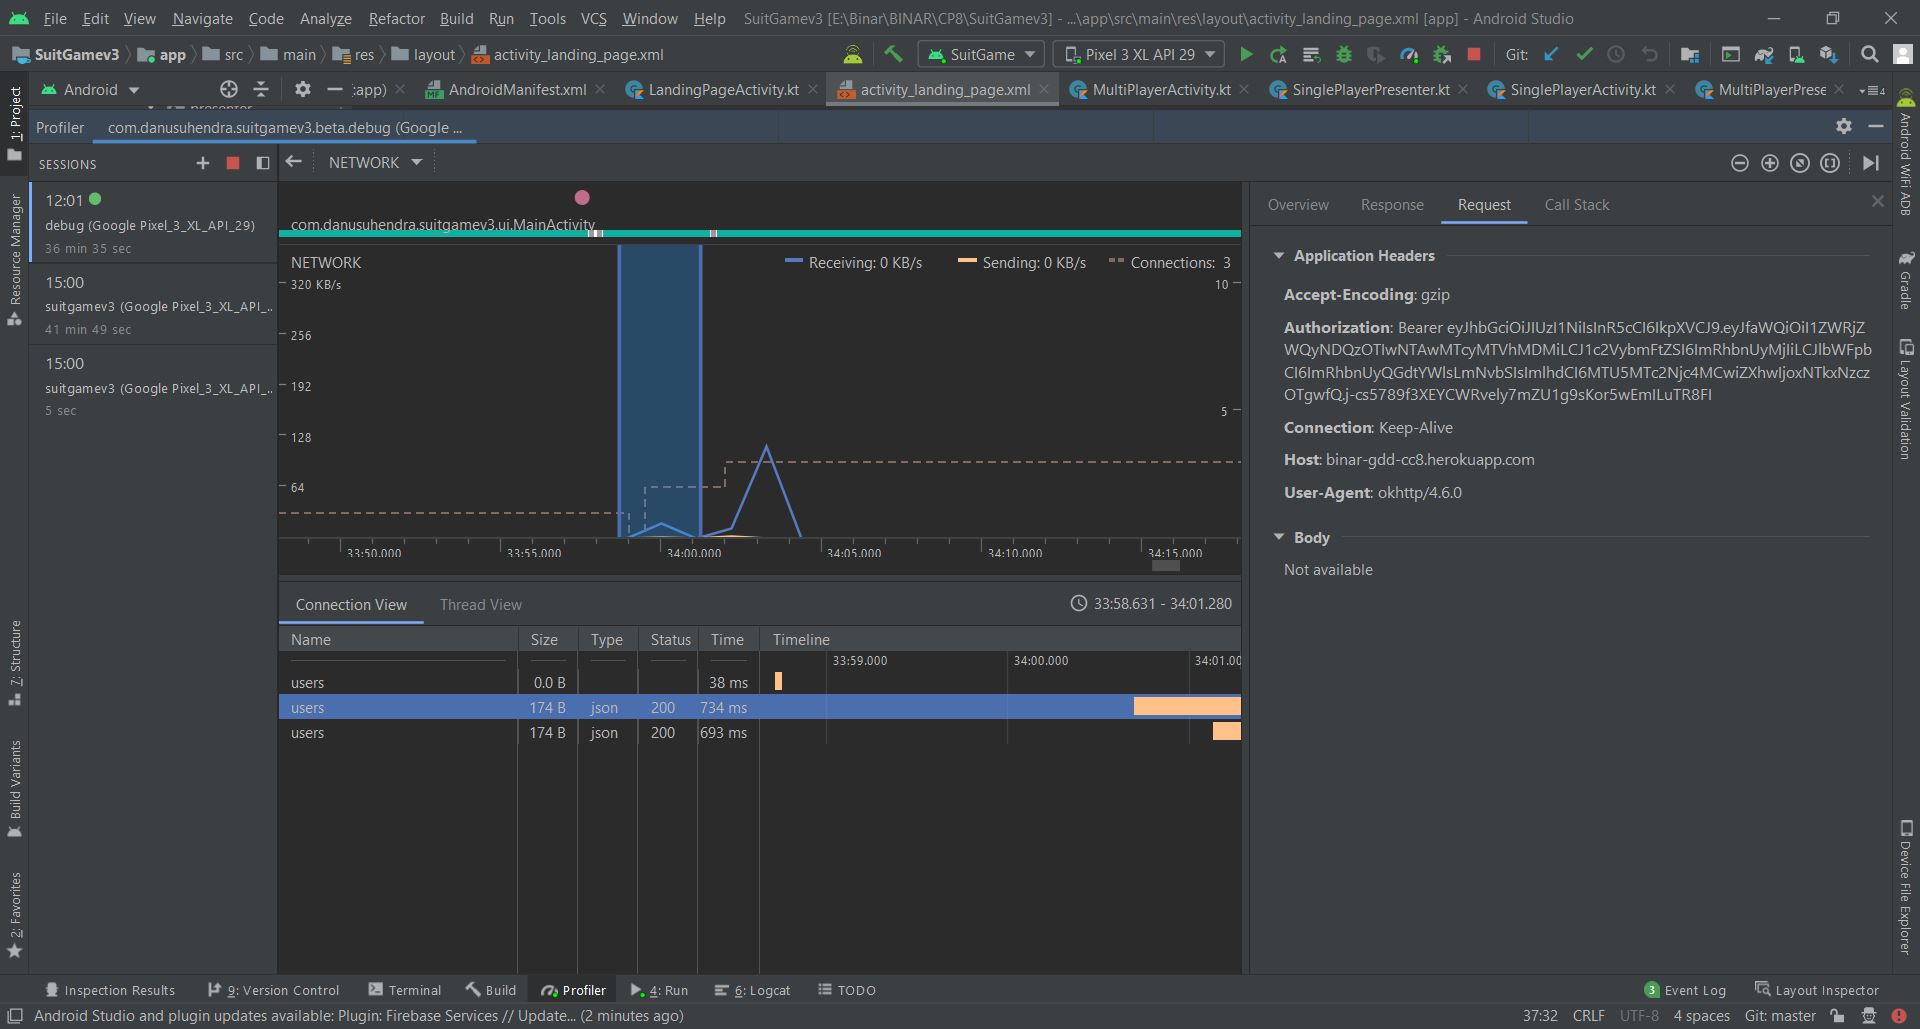 File Edit View Navigate Code Analyze Refactor Build Run Tools VCS Window Help SuitGamev3 [E:\Binar\BINAR\CP8\SuitGamev3] - ...\app\src\main\res\layout\activity_landing_page.xml [app] - Android Studio
SuitGamev3 app src main res layout activity_landing_page.xml SuitGame Pixel 3 XL API 29 Git:
Android :app) AndroidManifest.xml LandingPageActivity.kt activity_landing_page.xml MultiPlayerActivity.kt SinglePlayerPresenter.kt SinglePlayerActivity.kt MultiPlayerPrese 4
presenter
Profiler com.danusuhendra.suitgamev3.beta.debug (Google ...
SESSIONS
NETWORK
12:01
debug (Google Pixel_3_XL_API_29)
36 min 35 sec
15:00
suitgamev3 (Google Pixel_3_XL_API_..
41 min 49 sec
15:00
suitgamev3 (Google Pixel_3_XL_API_..
5 sec
com.danusuhendra.suitgamev3.ui.MainActivity
NETWORK Receiving: 0 KB/s Sending: 0 KB/s Connections: 3
320 KB/s 10
256
192
5
128
64
33:50.000 33:55.000 34:00.000 34:05.000 34:10.000 34:15.000
Connection View Thread View 33:58.631 - 34:01.280
Name Size Type Status Time Timeline
33:59.000 34:00.000 34:01.00
users 0.0 B 38 ms
users 174 B json 200 734 ms
users 174 B json 200 693 ms
Overview Response Request Call Stack
Application Headers
Accept-Encoding: gzip
Authorization: Bearer eyJhbGciOiJIUzI1NiIsInR5cCI6IkpXVCJ9.eyJfaWQiOiI1ZWRjZ
WQyNDQzOTIwNTAwMTcyMTVhMDMiLCJ1c2VybmFtZSI6ImRhbnUyMjIiLCJlbWFpb
CI6ImRhbnUyQGdtYWlsLmNvbSIsImlhdCI6MTU5MTc2Njc4MCwiZXhwIjoxNTkxNzcz
OTgwfQ.j-cs5789f3XEYCWRvely7mZU1g9sKor5wEmILuTR8FI
Connection: Keep-Alive
Host: binar-gdd-cc8.herokuapp.com
User-Agent: okhttp/4.6.0
Body
Not available
1: Project
Resource Manager
7: Structure
Build Variants
2: Favorites
Android WiFi ADB
Gradle
Layout Validation
Device File Explorer
Inspection Results 9: Version Control Terminal Build Profiler 4: Run 6: Logcat TODO 3 Event Log Layout Inspector
Android Studio and plugin updates available: Plugin: Firebase Services // Update... (2 minutes ago) 37:32 CRLF UTF-8 4 spaces Git: master